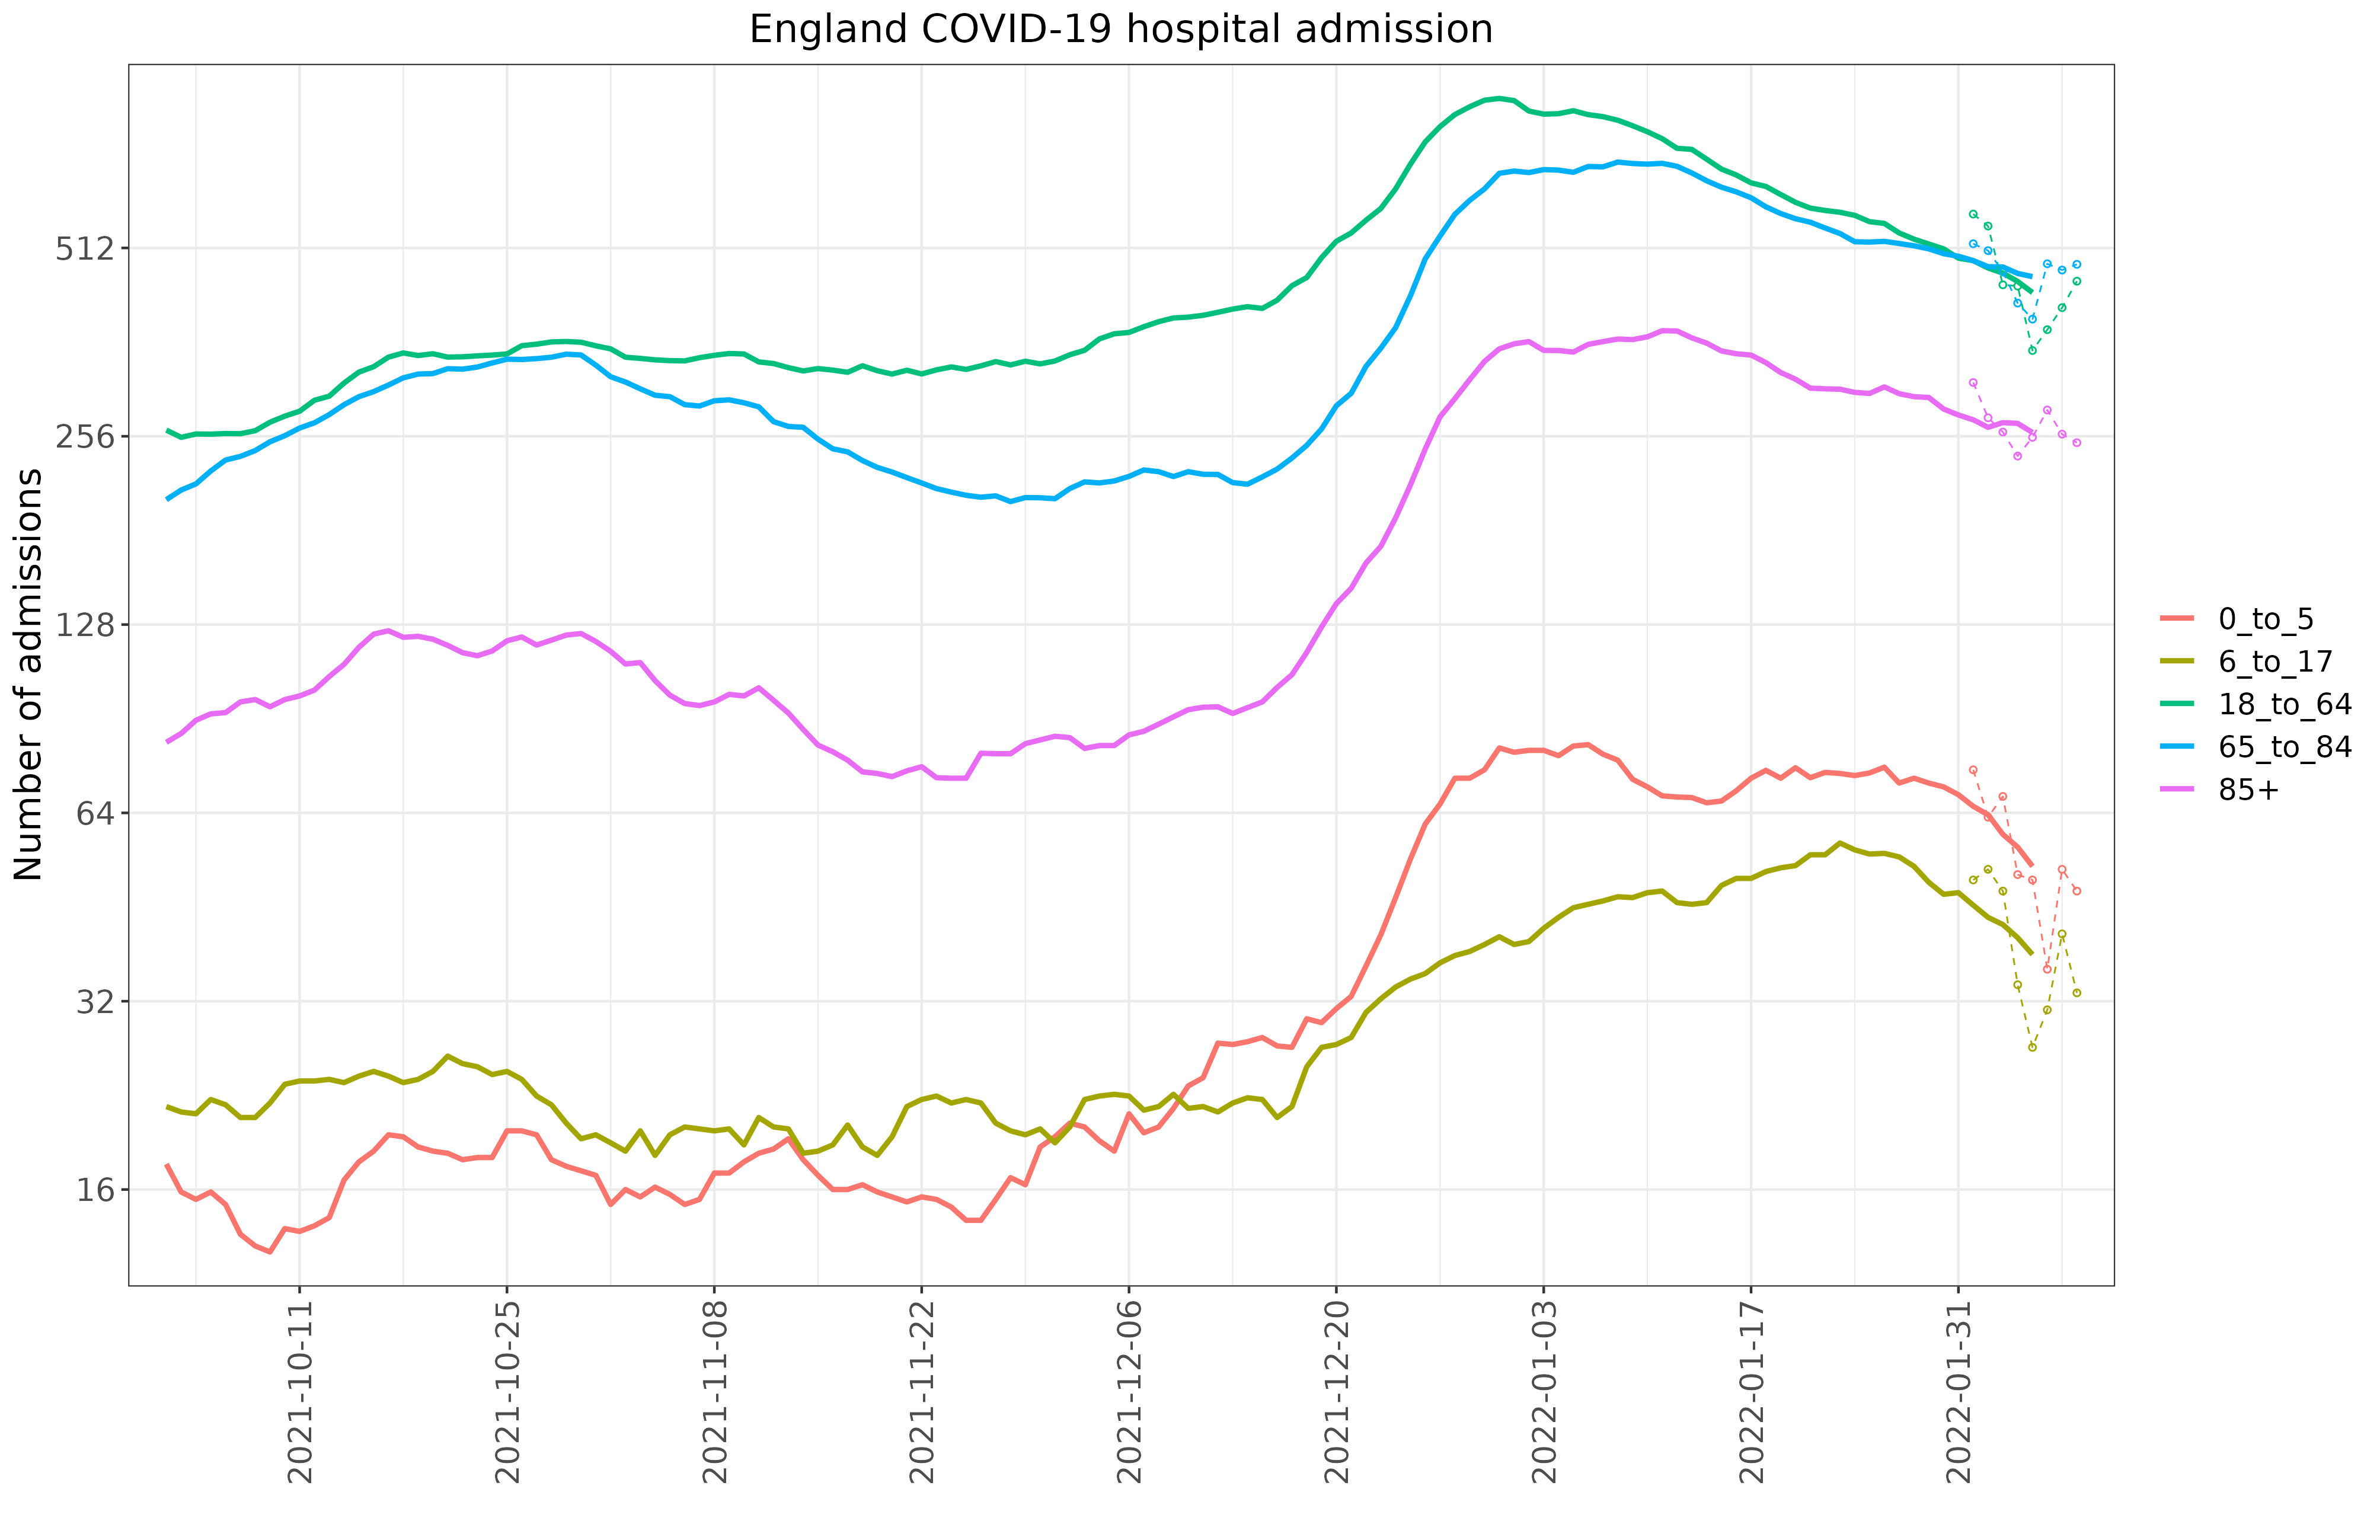 England COVID-19 hospital admission
Number of admissions
512
256
128
64
32
16
2021-10-11
2021-10-25
2021-11-08
2021-11-22
2021-12-06
2021-12-20
2022-01-03
2022-01-17
2022-01-31
0_to_5
6_to_17
18_to_64
65_to_84
85+